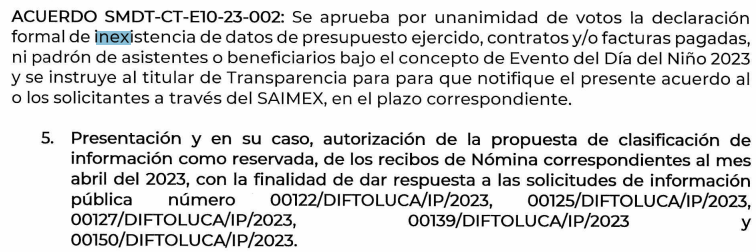 ACUERDO SMDT-CT-E10-23-002: Se aprueba por unanimidad de votos la declaración
formal de inexistencia de datos de presupuesto ejercido, contratos y/o facturas pagadas,
ni padrón de asistentes o beneficiarios bajo el concepto de Evento del Día del Niño 2023
y se instruye al titular de Transparencia para para que notifique el presente acuerdo al
o los solicitantes a través del SAIMEX, en el plazo correspondiente.
5. Presentación y en su caso, autorización de la propuesta de clasificación de
información como reservada, de los recibos de Nómina correspondientes al mes
abril del 2023, con la finalidad de dar respuesta a las solicitudes de información
pública número 00122/DIFTOLUCA/IP/2023, 00125/DIFTOLUCA/IP/2023,
00127/DIFTOLUCA/IP/2023, 00139/DIFTOLUCA/IP/2023 y
00150/DIFTOLUCA/IP/2023.